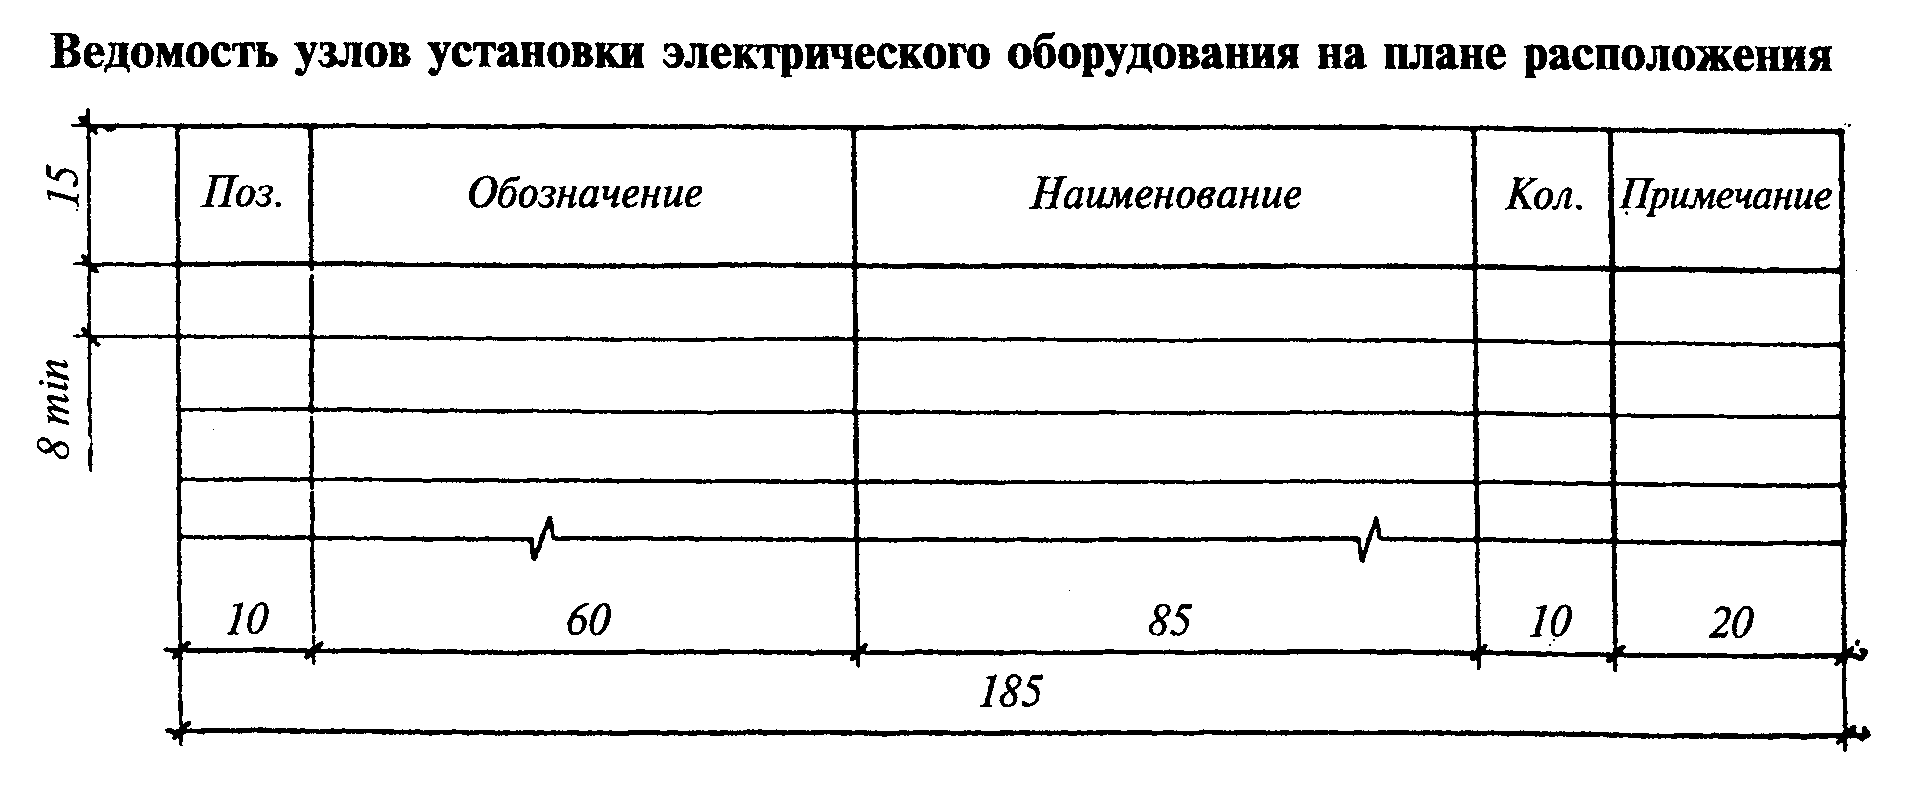 Ведомость узлов установки электрического оборудования на плане расположения
15
Поз. Обозначение Наименование Кол. Примечание
8 min
10 60 85 10 20
185